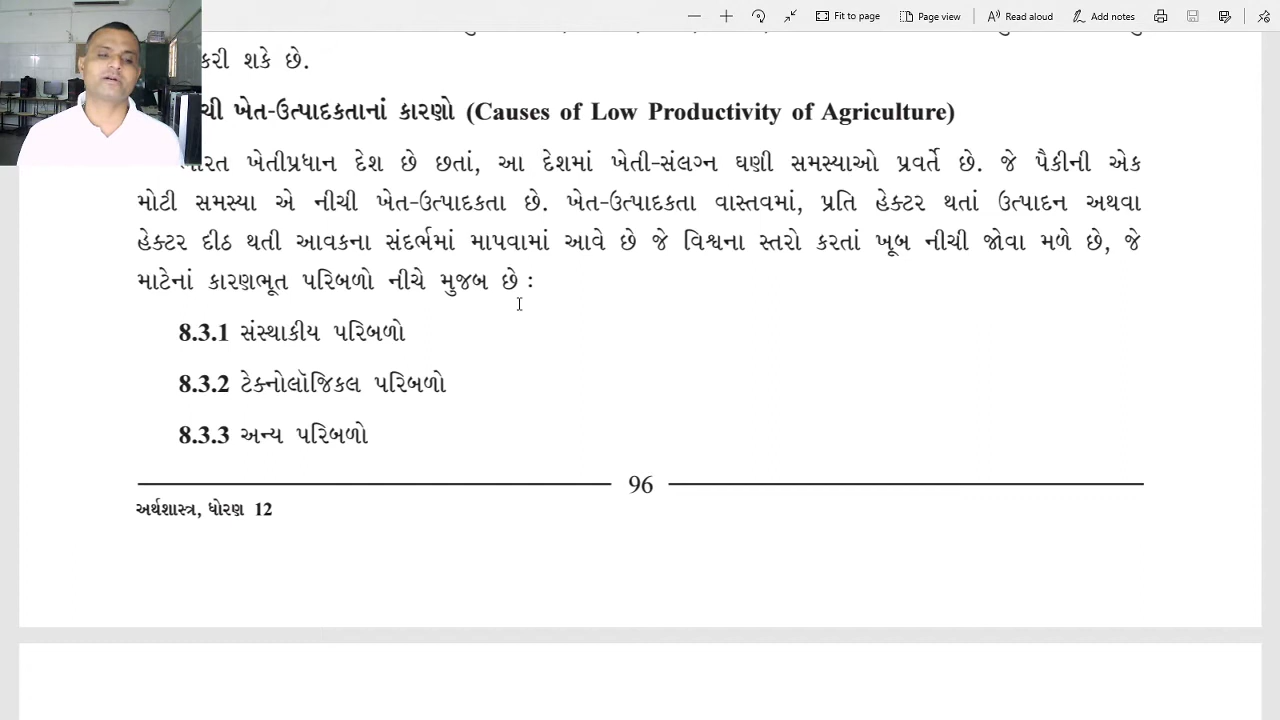 Fit to page Page view Read aloud Add notes
કરી શકે છે.
ચી ખેત-ઉત્પાદકતાનાં કારણો (Causes of Low Productivity of Agriculture)
ભારત ખેતીપ્રધાન દેશ છે છતાં, આ દેશમાં ખેતી-સંલગ્ન ઘણી સમસ્યાઓ પ્રવર્તે છે. જે પૈકીની એક
મોટી સમસ્યા એ નીચી ખેત-ઉત્પાદકતા છે. ખેત-ઉત્પાદકતા વાસ્તવમાં, પ્રતિ હેક્ટર થતાં ઉત્પાદન અથવા
હેક્ટર દીઠ થતી આવકના સંદર્ભમાં માપવામાં આવે છે જે વિશ્વના સ્તરો કરતાં ખૂબ નીચી જોવા મળે છે, જે
માટેનાં કારણભૂત પરિબળો નીચે મુજબ છે :
8.3.1 સંસ્થાકીય પરિબળો
8.3.2 ટેક્નોલૉજિકલ પરિબળો
8.3.3 અન્ય પરિબળો
96
અર્થશાસ્ત્ર, ધોરણ 12